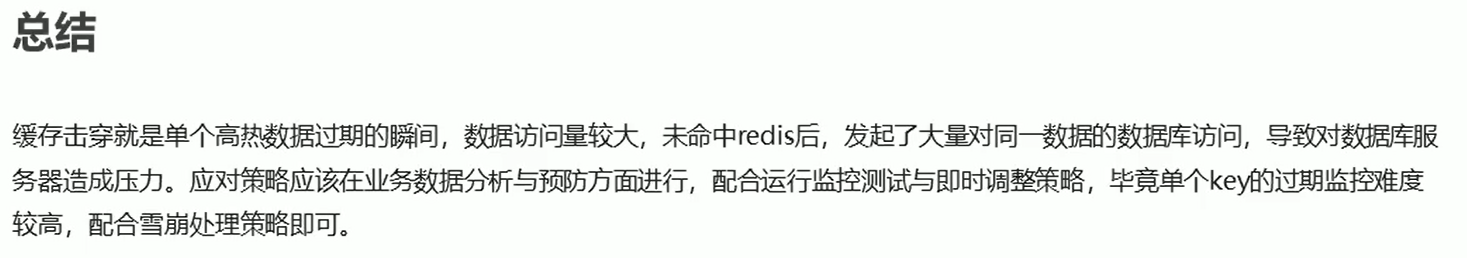 总结
缓存击穿就是单个高热数据过期的瞬间，数据访问量较大，未命中redis后，发起了大量对同一数据的数据库访问，导致对数据库服
务器造成压力。应对策略应该在业务数据分析与预防方面进行，配合运行监控测试与即时调整策略，毕竟单个key的过期监控难度
较高，配合雪崩处理策略即可。